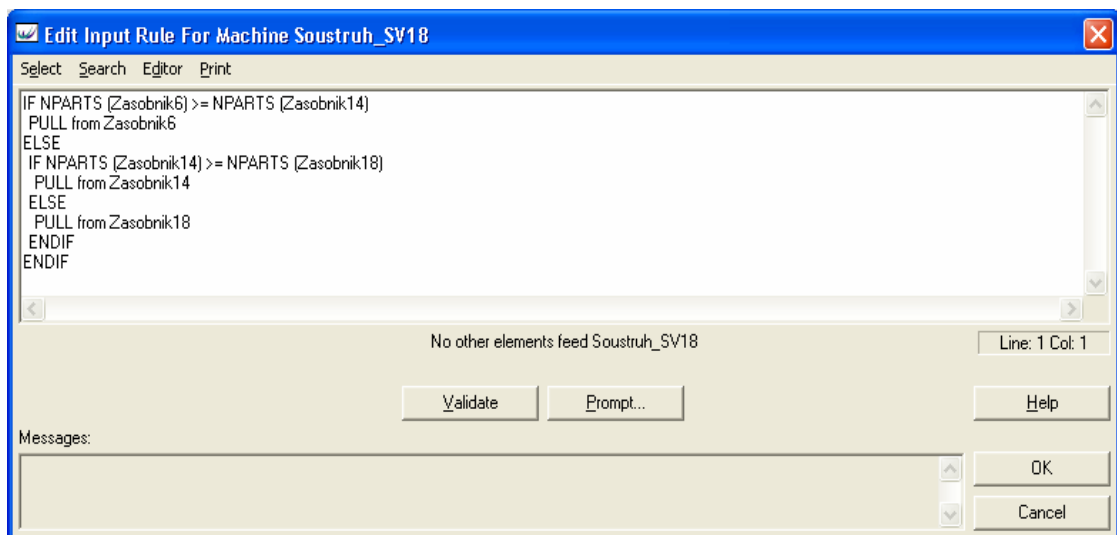 Edit Input Rule For Machine Soustruh_SV18
Select Search Editor Print
IF NPARTS (Zasobnik6) >= NPARTS (Zasobnik14)
PULL from Zasobnik6
ELSE
IF NPARTS (Zasobnik14) >= NPARTS (Zasobnik18)
PULL from Zasobnik14
ELSE
PULL from Zasobnik18
ENDIF
ENDIF
No other elements feed Soustruh_SV18
Line: 1 Col: 1
Validate Prompt... Help
Messages:
OK
Cancel